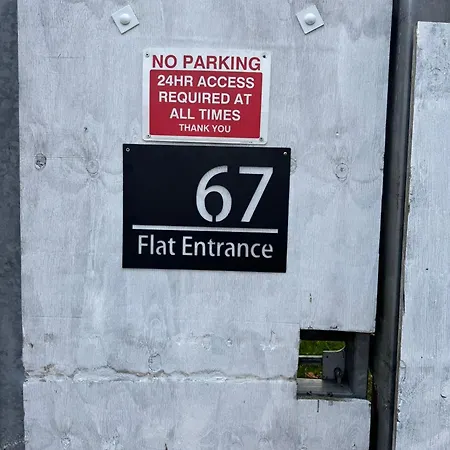 NO PARKING
24HR ACCESS
REQUIRED AT
ALL TIMES
THANK YOU
67
Flat Entrance